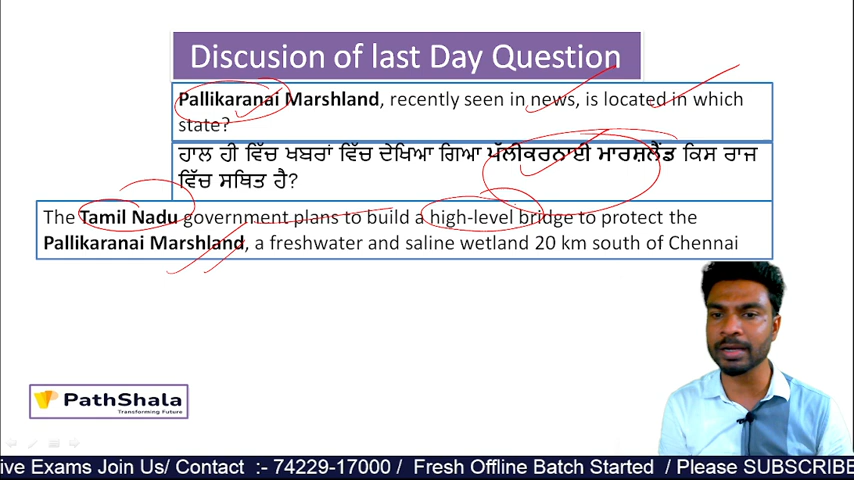 Discusion of last Day Question
Pallikaranai Marshland, recently seen in news, is located in which
state?
ਹਾਲ ਹੀ ਵਿੱਚ ਖਬਰਾਂ ਵਿੱਚ ਦੇਖਿਆ ਗਿਆ ਪੱਲੀਕਰਨਾਈ ਮਾਰਸ਼ਲੈਂਡ ਕਿਸ ਰਾਜ
ਵਿੱਚ ਸਥਿਤ ਹੈ?
The Tamil Nadu government plans to build a high-level bridge to protect the
Pallikaranai Marshland, a freshwater and saline wetland 20 km south of Chennai
PathShala
Transforming Future
ive Exams Join Us/ Contact :- 74229-17000 / Fresh Offline Batch Started / Please SUBSCRIBE